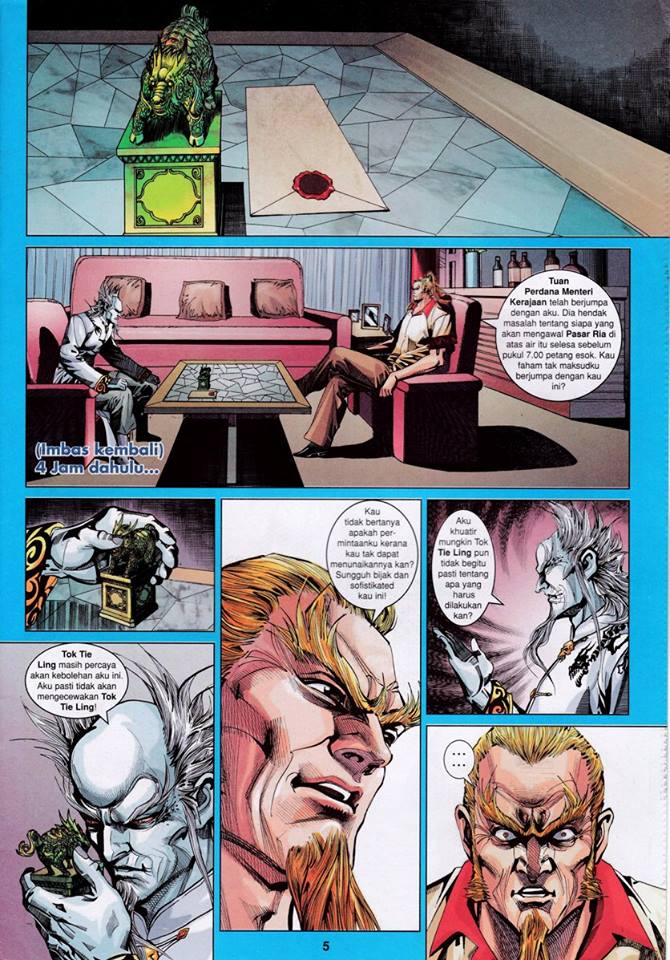 Tuan
Perdana Menteri
Kerajaan telah berjumpa
dengan aku. Dia hendak
masalah tentang siapa yang
akan mengawal Pasar Ria di
atas air itu selesa sebelum
pukul 7.00 petang esok. Kau
faham tak maksudku
berjumpa dengan kau
ini?
(Imbas kembali)
4 Jam dahulu...
Kau
tidak bertanya
apakah per-
mintaanku kerana
kau tak dapat
menunaikannya kan?
Sungguh bijak dan
sofistikated
kau ini!
Aku
khuatir
mungkin Tok
Tie Ling pun
tidak begitu
pasti tentang
apa yang
harus
dilakukan
kan?
Tok Tie
Ling masih percaya
akan kebolehan aku ini.
Aku pasti tidak akan
mengecewakan Tok
Tie Ling!
...
...
5